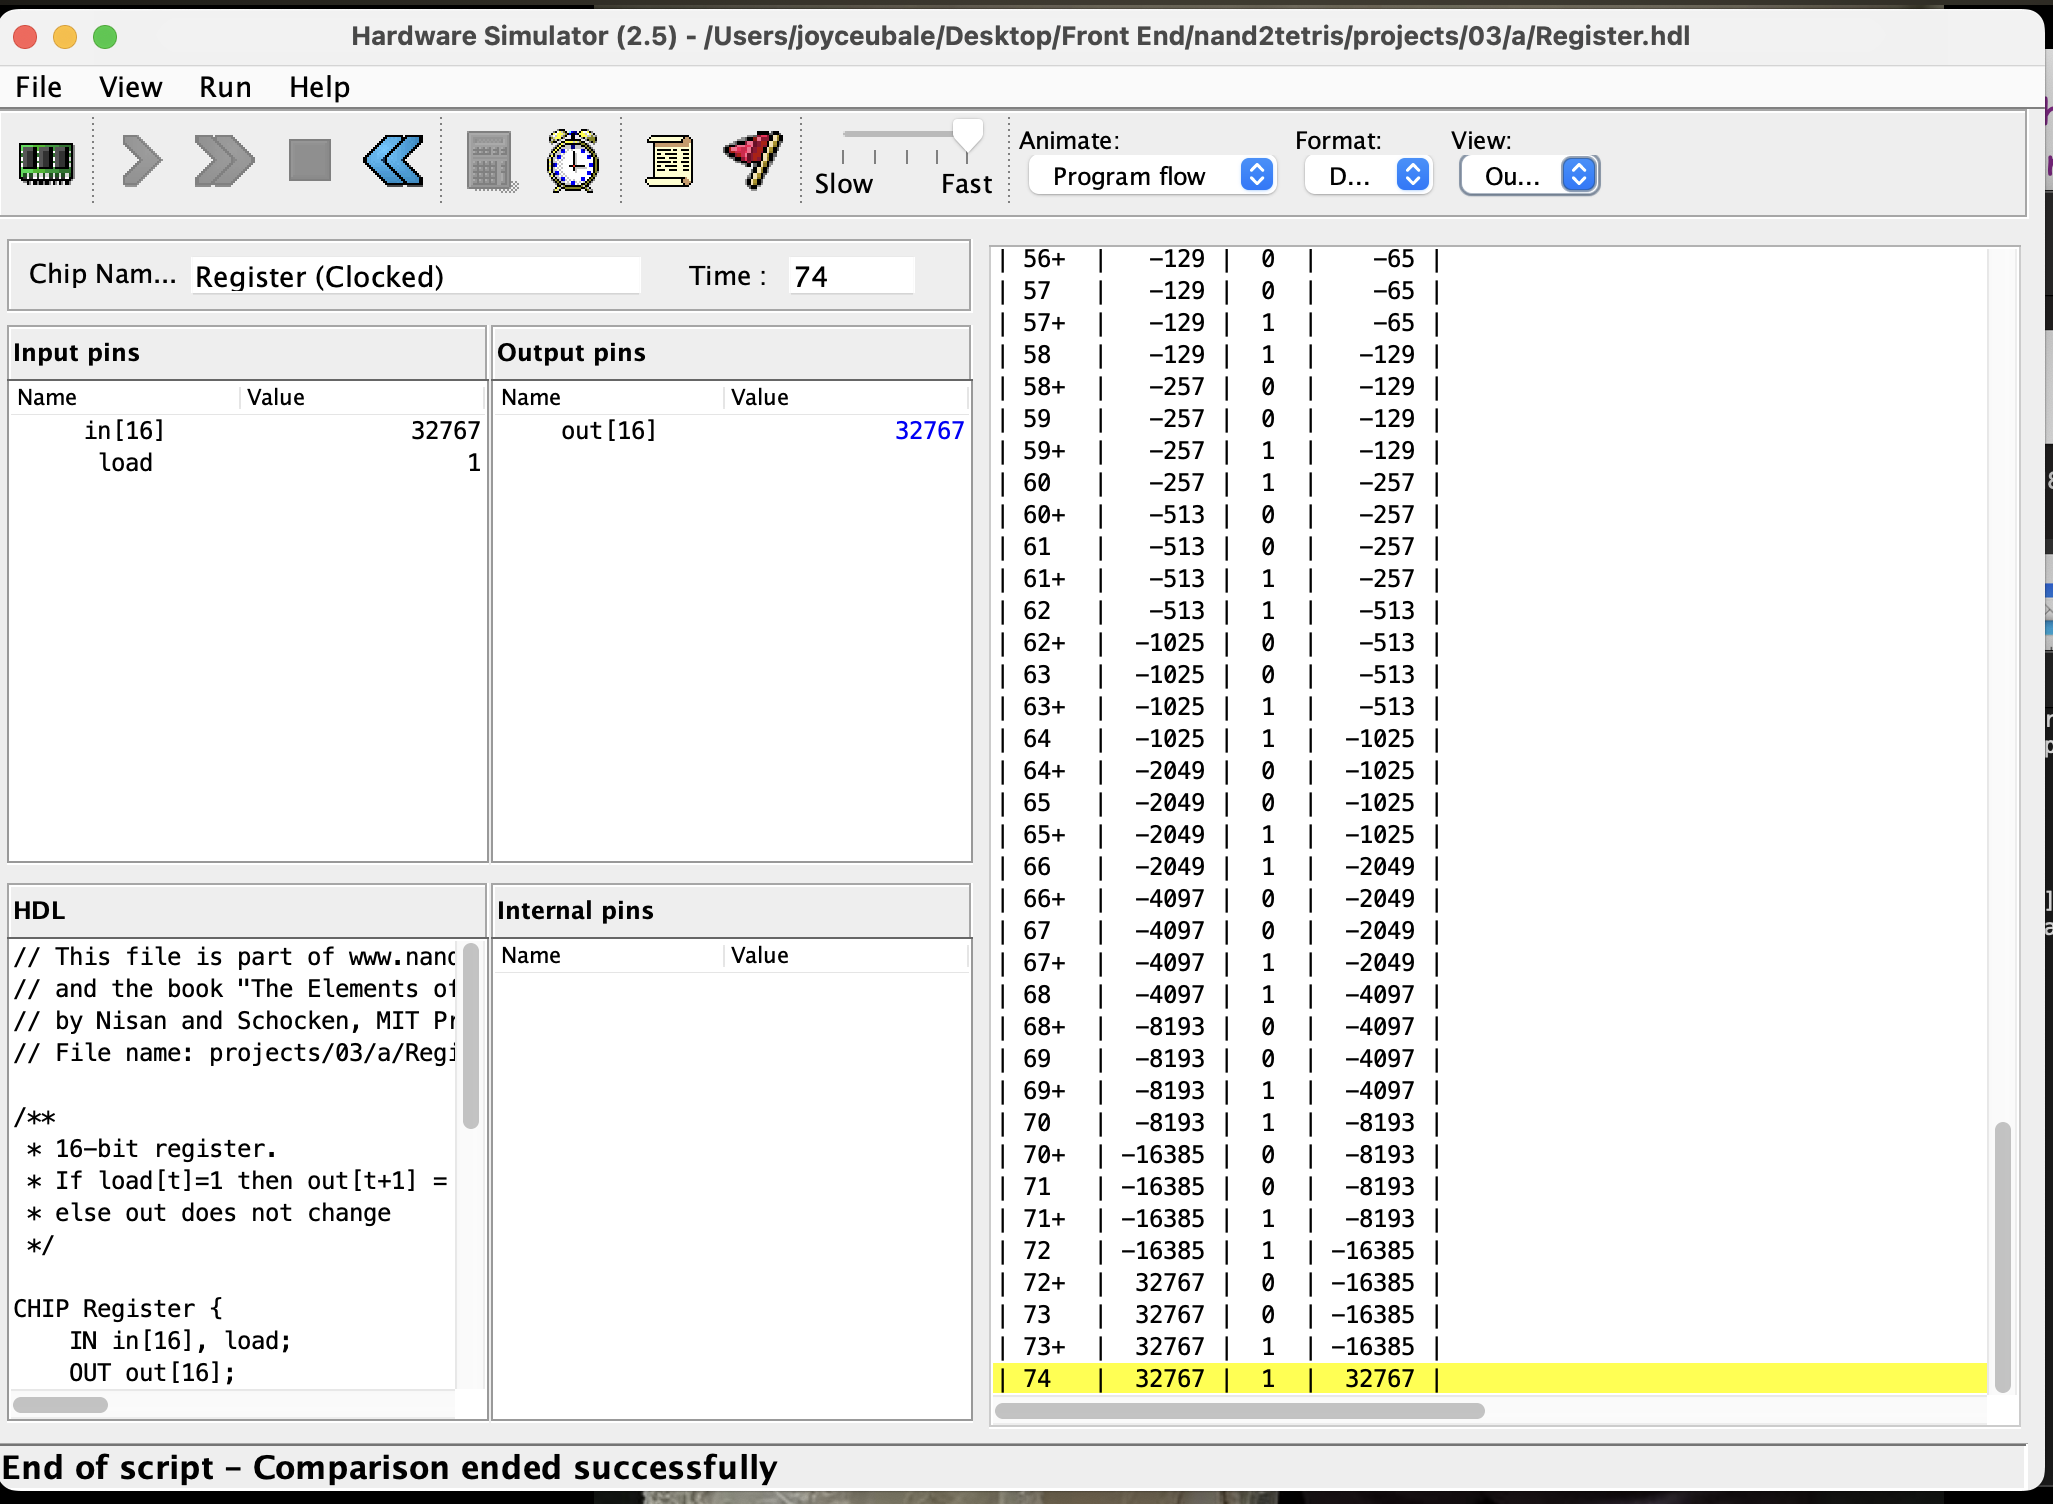 Hardware Simulator (2.5) - /Users/joyceubale/Desktop/Front End/nand2tetris/projects/03/a/Register.hdl
File View Run Help
Slow Fast
Animate:
Program flow
Format:
D...
View:
Ou...
Chip Nam... Register (Clocked) Time : 74
Input pins
Name Value
in[16] 32767
load 1
Output pins
Name Value
out[16] 32767
HDL
// This file is part of www.nand
// and the book "The Elements of
// by Nisan and Schocken, MIT Pr
// File name: projects/03/a/Regi
/**
* 16-bit register.
* If load[t]=1 then out[t+1] =
* else out does not change
*/
CHIP Register {
IN in[16], load;
OUT out[16];
Internal pins
Name Value
| 56+ | -129 | 0 | -65 |
| 57 | -129 | 0 | -65 |
| 57+ | -129 | 1 | -65 |
| 58 | -129 | 1 | -129 |
| 58+ | -257 | 0 | -129 |
| 59 | -257 | 0 | -129 |
| 59+ | -257 | 1 | -129 |
| 60 | -257 | 1 | -257 |
| 60+ | -513 | 0 | -257 |
| 61 | -513 | 0 | -257 |
| 61+ | -513 | 1 | -257 |
| 62 | -513 | 1 | -513 |
| 62+ | -1025 | 0 | -513 |
| 63 | -1025 | 0 | -513 |
| 63+ | -1025 | 1 | -513 |
| 64 | -1025 | 1 | -1025 |
| 64+ | -2049 | 0 | -1025 |
| 65 | -2049 | 0 | -1025 |
| 65+ | -2049 | 1 | -1025 |
| 66 | -2049 | 1 | -2049 |
| 66+ | -4097 | 0 | -2049 |
| 67 | -4097 | 0 | -2049 |
| 67+ | -4097 | 1 | -2049 |
| 68 | -4097 | 1 | -4097 |
| 68+ | -8193 | 0 | -4097 |
| 69 | -8193 | 0 | -4097 |
| 69+ | -8193 | 1 | -4097 |
| 70 | -8193 | 1 | -8193 |
| 70+ | -16385 | 0 | -8193 |
| 71 | -16385 | 0 | -8193 |
| 71+ | -16385 | 1 | -8193 |
| 72 | -16385 | 1 | -16385 |
| 72+ | 32767 | 0 | -16385 |
| 73 | 32767 | 0 | -16385 |
| 73+ | 32767 | 1 | -16385 |
| 74 | 32767 | 1 | 32767 |
End of script - Comparison ended successfully